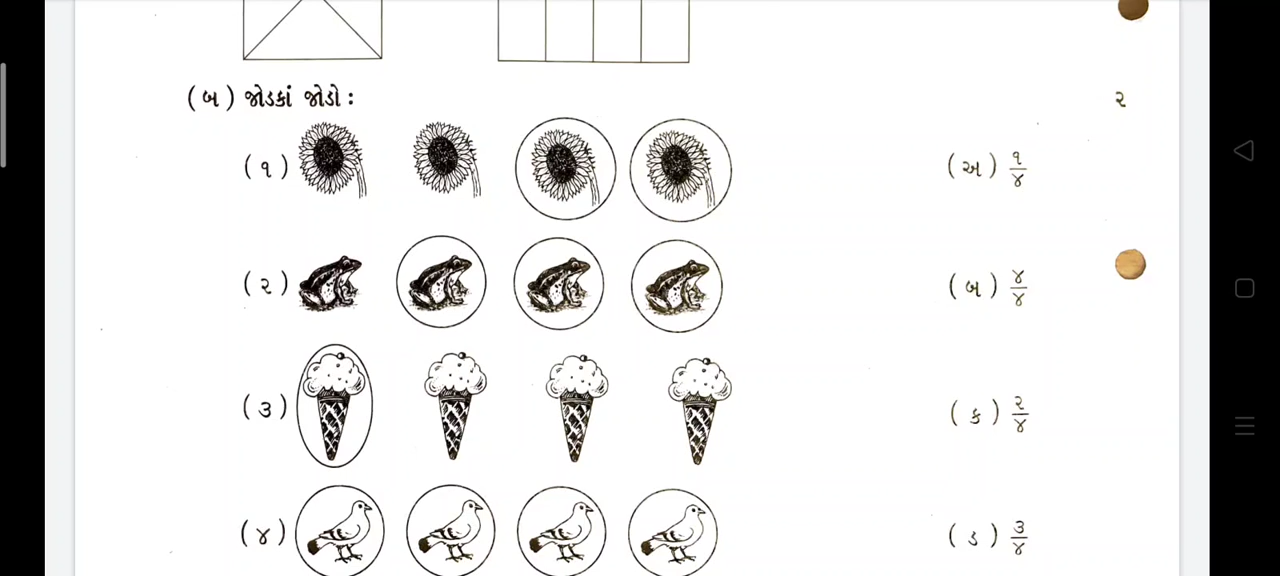 (બ) જોડકાં જોડો : ૨
(૧) (અ) ૧/૪
(૨) (બ) ૪/૪
(૩) (ક) ૨/૪
(૪) (ડ) ૩/૪